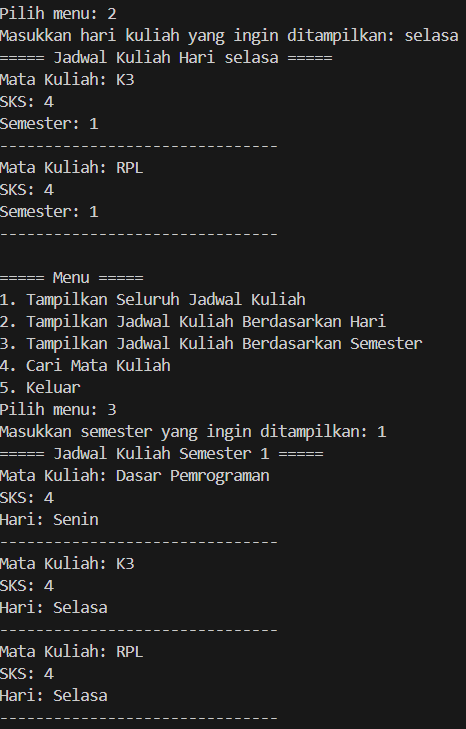 Pilih menu: 2
Masukkan hari kuliah yang ingin ditampilkan: selasa
===== Jadwal Kuliah Hari selasa =====
Mata Kuliah: K3
SKS: 4
Semester: 1
-------------------------------
Mata Kuliah: RPL
SKS: 4
Semester: 1
-------------------------------

===== Menu =====
1. Tampilkan Seluruh Jadwal Kuliah
2. Tampilkan Jadwal Kuliah Berdasarkan Hari
3. Tampilkan Jadwal Kuliah Berdasarkan Semester
4. Cari Mata Kuliah
5. Keluar
Pilih menu: 3
Masukkan semester yang ingin ditampilkan: 1
===== Jadwal Kuliah Semester 1 =====
Mata Kuliah: Dasar Pemrograman
SKS: 4
Hari: Senin
-------------------------------
Mata Kuliah: K3
SKS: 4
Hari: Selasa
-------------------------------
Mata Kuliah: RPL
SKS: 4
Hari: Selasa
-------------------------------